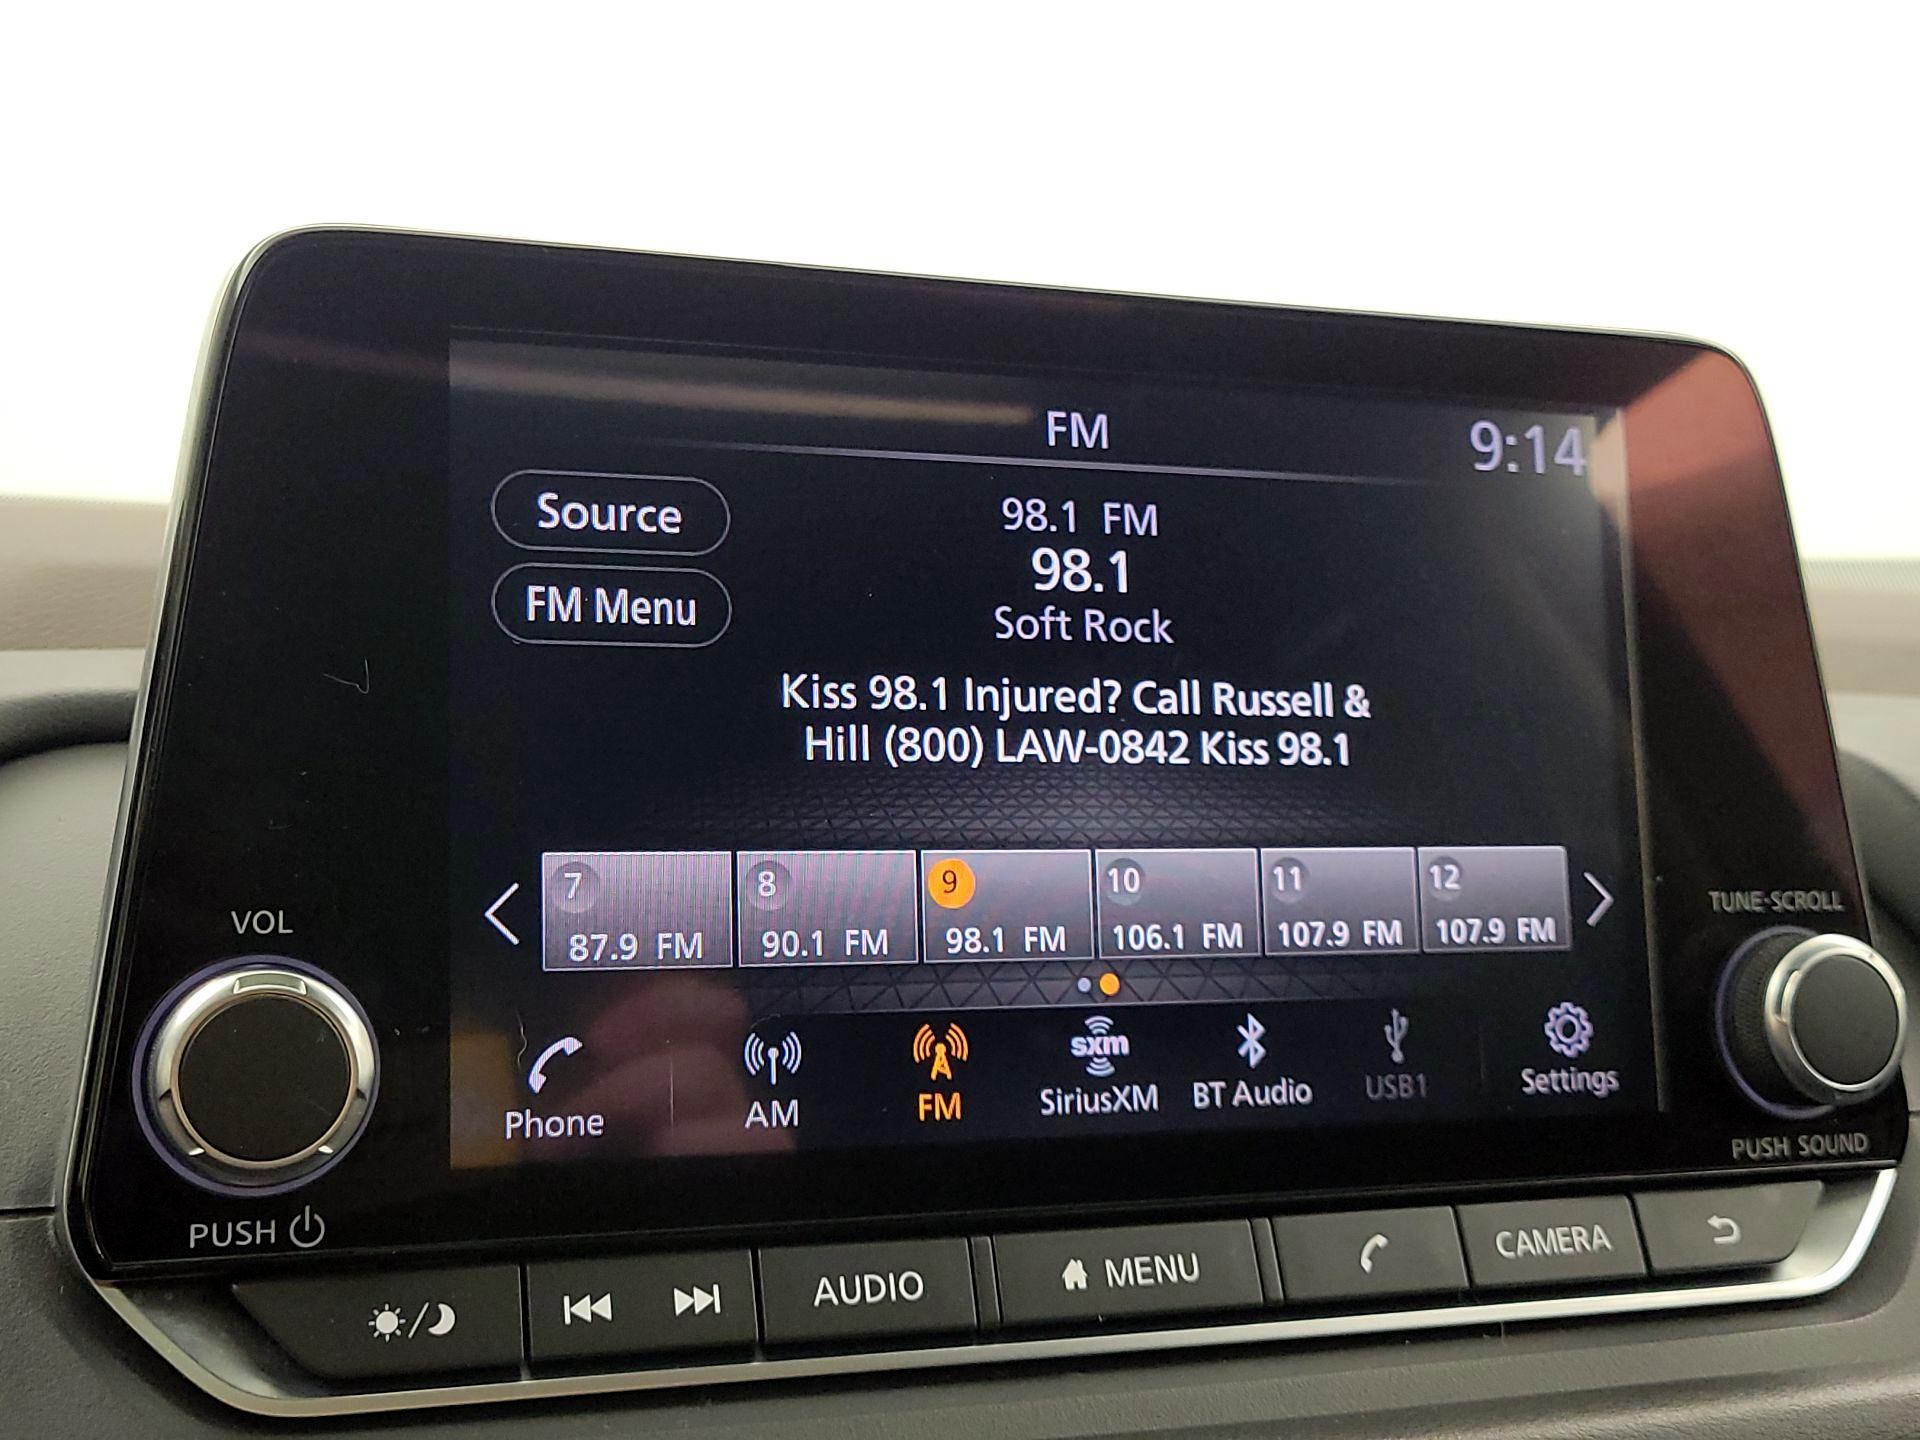 FM
9:14
Source
98.1 FM
98.1
FM Menu
Soft Rock
Kiss 98.1 Injured? Call Russell &
Hill (800) LAW-0842 Kiss 98.1
7
8
9
10
11
12
87.9 FM
90.1 FM
98.1 FM
106.1 FM
107.9 FM
107.9 FM
VOL
TUNE·SCROLL
Phone
AM
FM
sxm
SiriusXM
BT Audio
USB1
Settings
PUSH
PUSH SOUND
AUDIO
MENU
CAMERA